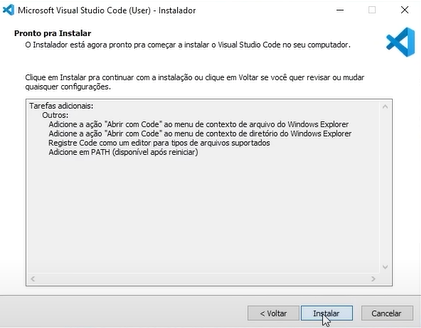 Microsoft Visual Studio Code (User) - Instalador
Pronto pra Instalar
O Instalador está agora pronto pra começar a instalar o Visual Studio Code no seu computador.
Clique em Instalar pra continuar com a instalação ou clique em Voltar se você quer revisar ou mudar
quaisquer configurações.
Tarefas adicionais:
Outros:
Adicione a ação "Abrir com Code" ao menu de contexto de arquivo do Windows Explorer
Adicione a ação "Abrir com Code" ao menu de contexto de diretório do Windows Explorer
Registre Code como um editor para tipos de arquivos suportados
Adicione em PATH (disponível após reiniciar)
< Voltar
Instalar
Cancelar